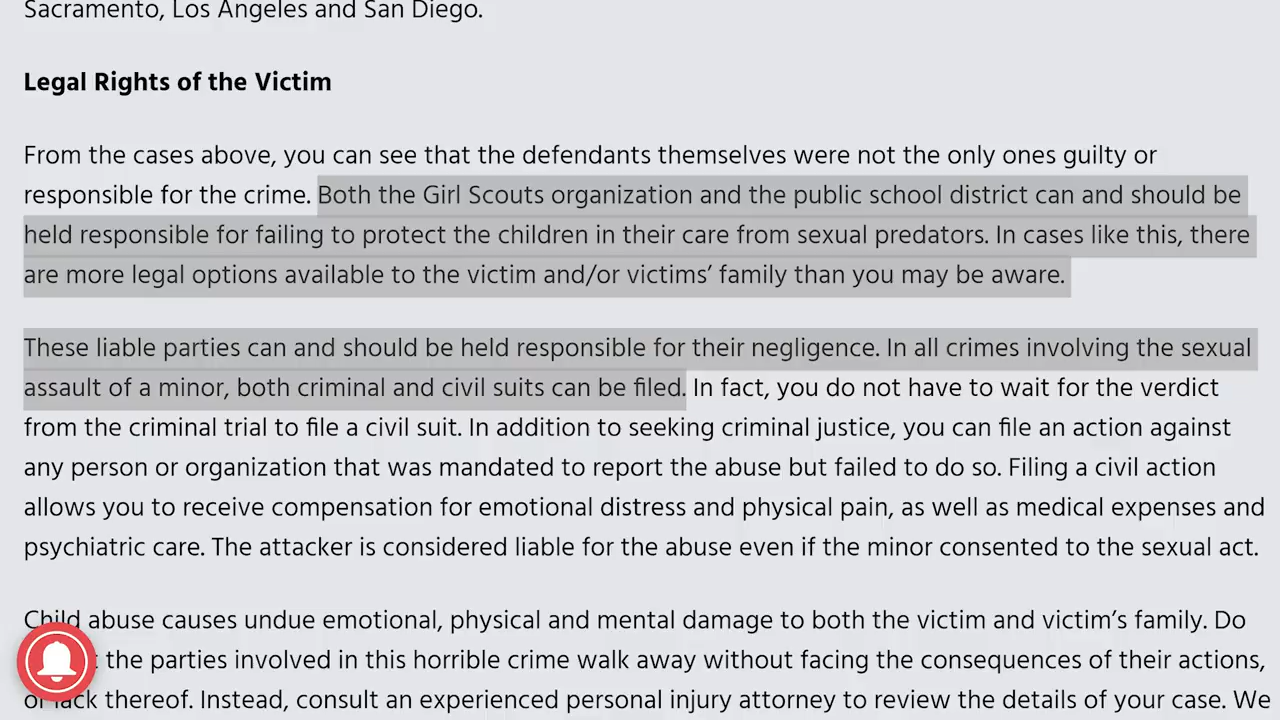 Sacramento, Los Angeles and San Diego.
Legal Rights of the Victim
From the cases above, you can see that the defendants themselves were not the only ones guilty or
responsible for the crime. Both the Girl Scouts organization and the public school district can and should be
held responsible for failing to protect the children in their care from sexual predators. In cases like this, there
are more legal options available to the victim and/or victims’ family than you may be aware.
These liable parties can and should be held responsible for their negligence. In all crimes involving the sexual
assault of a minor, both criminal and civil suits can be filed. In fact, you do not have to wait for the verdict
from the criminal trial to file a civil suit. In addition to seeking criminal justice, you can file an action against
any person or organization that was mandated to report the abuse but failed to do so. Filing a civil action
allows you to receive compensation for emotional distress and physical pain, as well as medical expenses and
psychiatric care. The attacker is considered liable for the abuse even if the minor consented to the sexual act.
Child abuse causes undue emotional, physical and mental damage to both the victim and victim’s family. Do
the parties involved in this horrible crime walk away without facing the consequences of their actions,
or lack thereof. Instead, consult an experienced personal injury attorney to review the details of your case. We